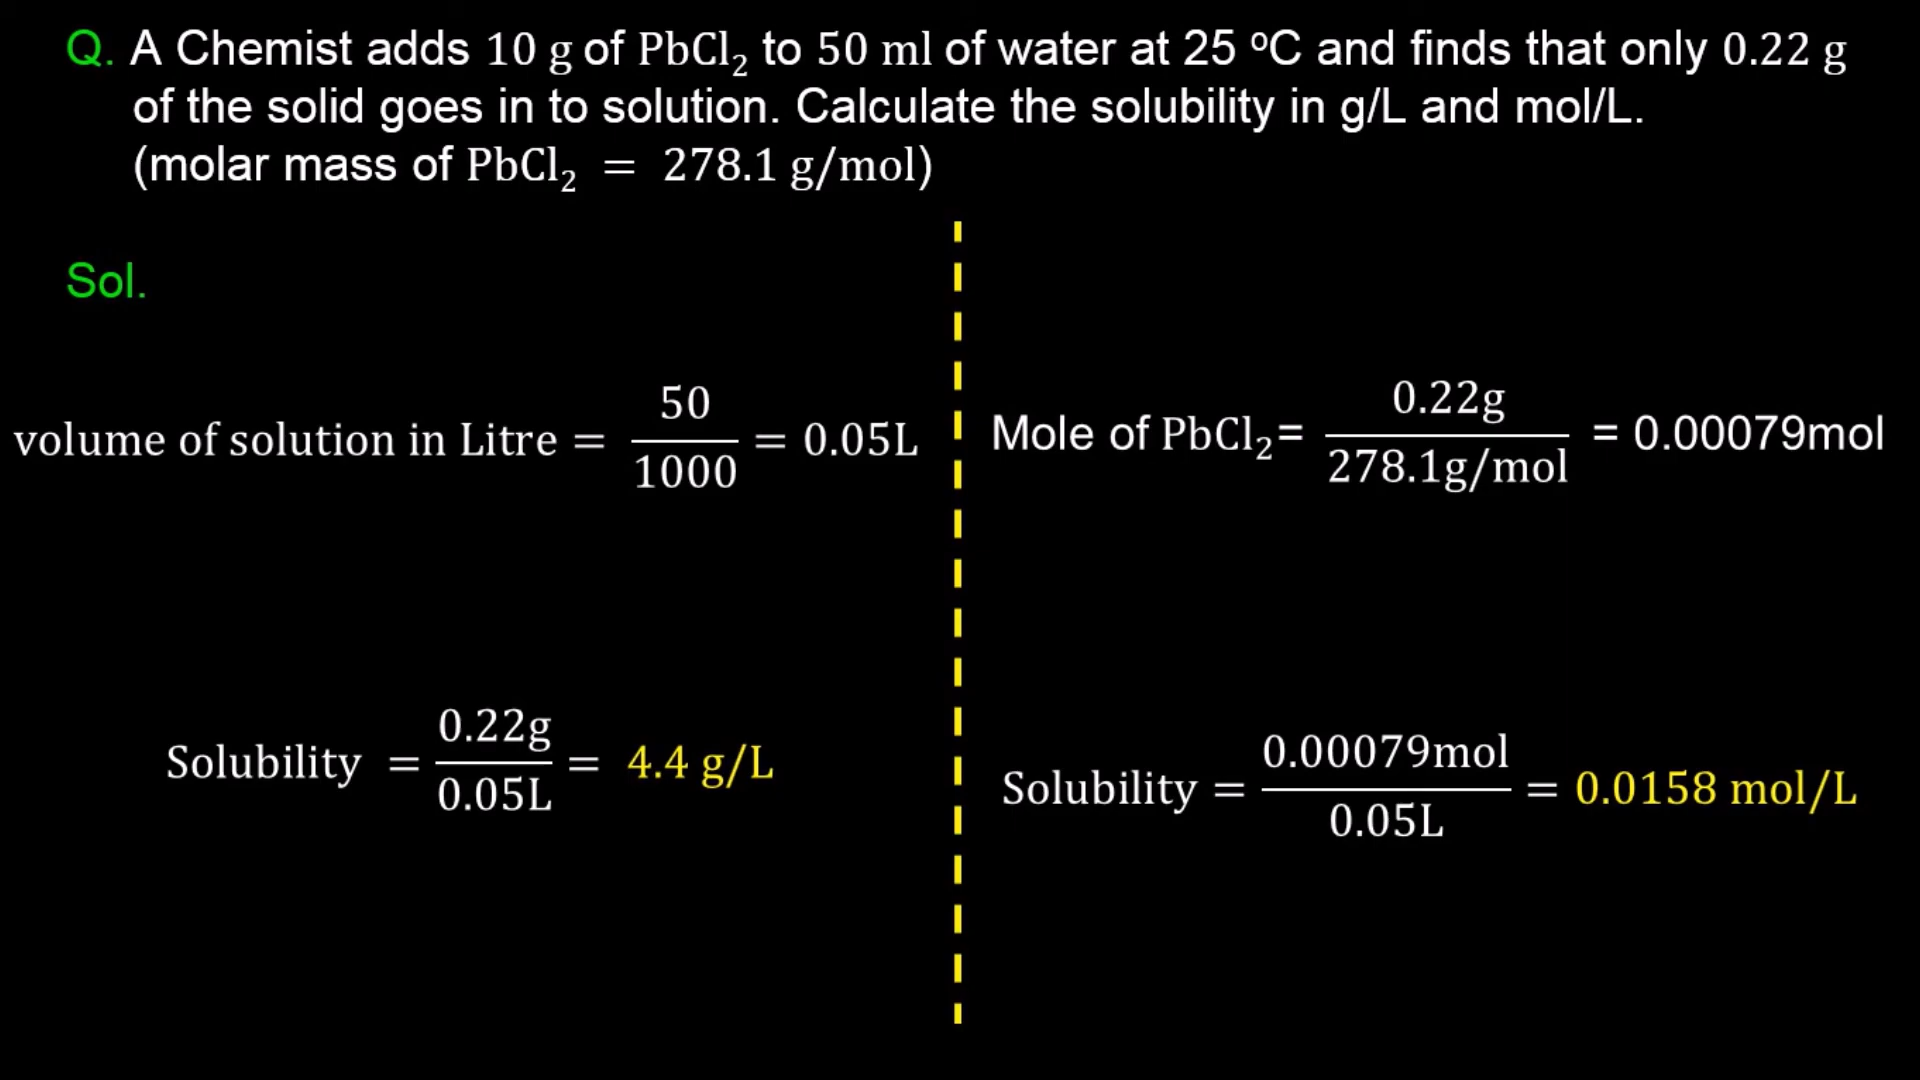 Q. A Chemist adds 10 g of PbCl₂ to 50 ml of water at 25 ºC and finds that only 0.22 g
of the solid goes in to solution. Calculate the solubility in g/L and mol/L.
(molar mass of PbCl₂ = 278.1 g/mol)
Sol.
volume of solution in Litre = 50/1000 = 0.05L
Solubility = 0.22g/0.05L = 4.4 g/L
Mole of PbCl₂= 0.22g/278.1g/mol = 0.00079mol
Solubility = 0.00079mol/0.05L = 0.0158 mol/L